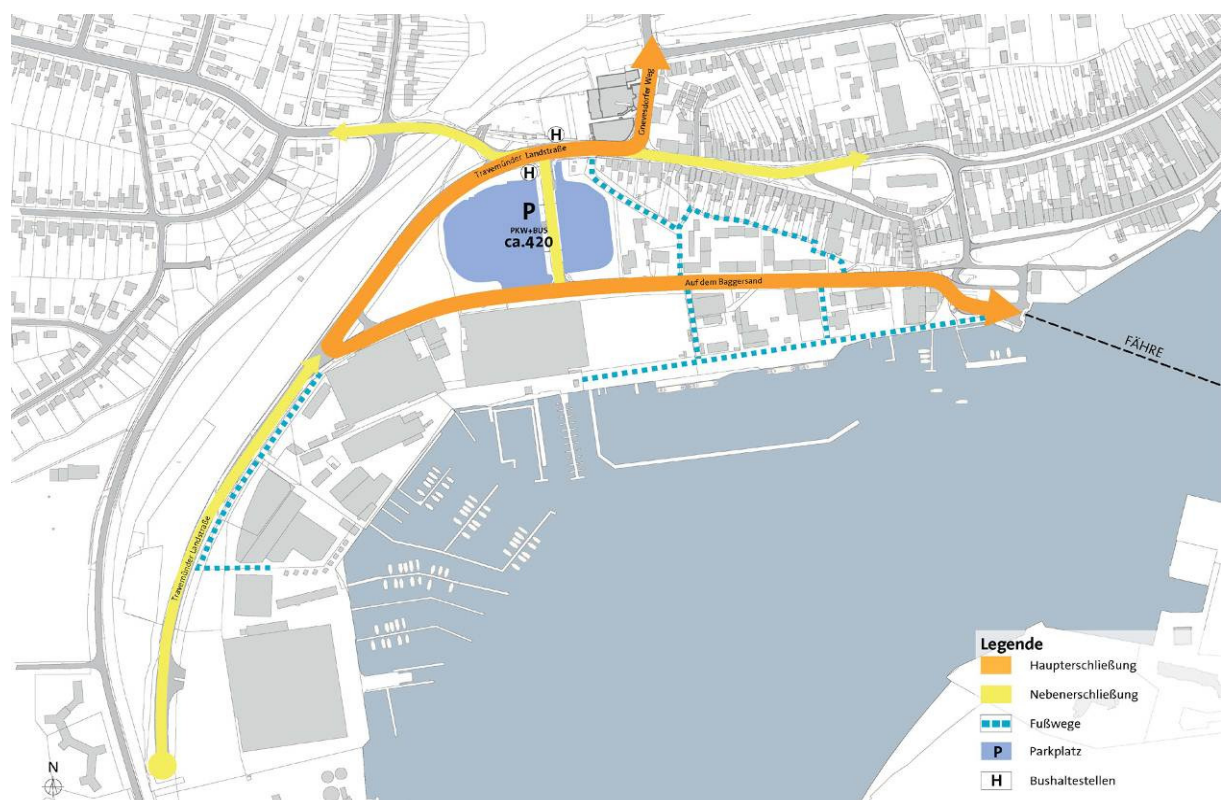 Gneversdorfer Weg
H
Travemünder Landstraße
H
P
PKW+BUS
ca.420
Auf dem Baggersand
FÄHRE
Travemünder Landstraße
Legende
Haupterschließung
Nebenerschließung
Fußwege
P Parkplatz
H Bushaltestellen
N